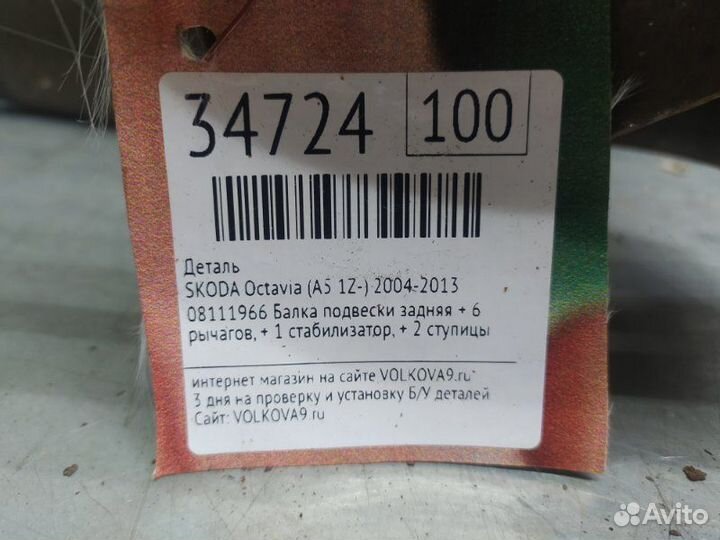 34724 100
Деталь
SKODA Octavia (A5 1Z-) 2004-2013
08111966 Балка подвески задняя + 6
рычагов, + 1 стабилизатор, + 2 ступицы
интернет магазин на сайте VOLKOVA9.ru
3 дня на проверку и установку Б/У деталей
Сайт: VOLKOVA9.ru
Avito